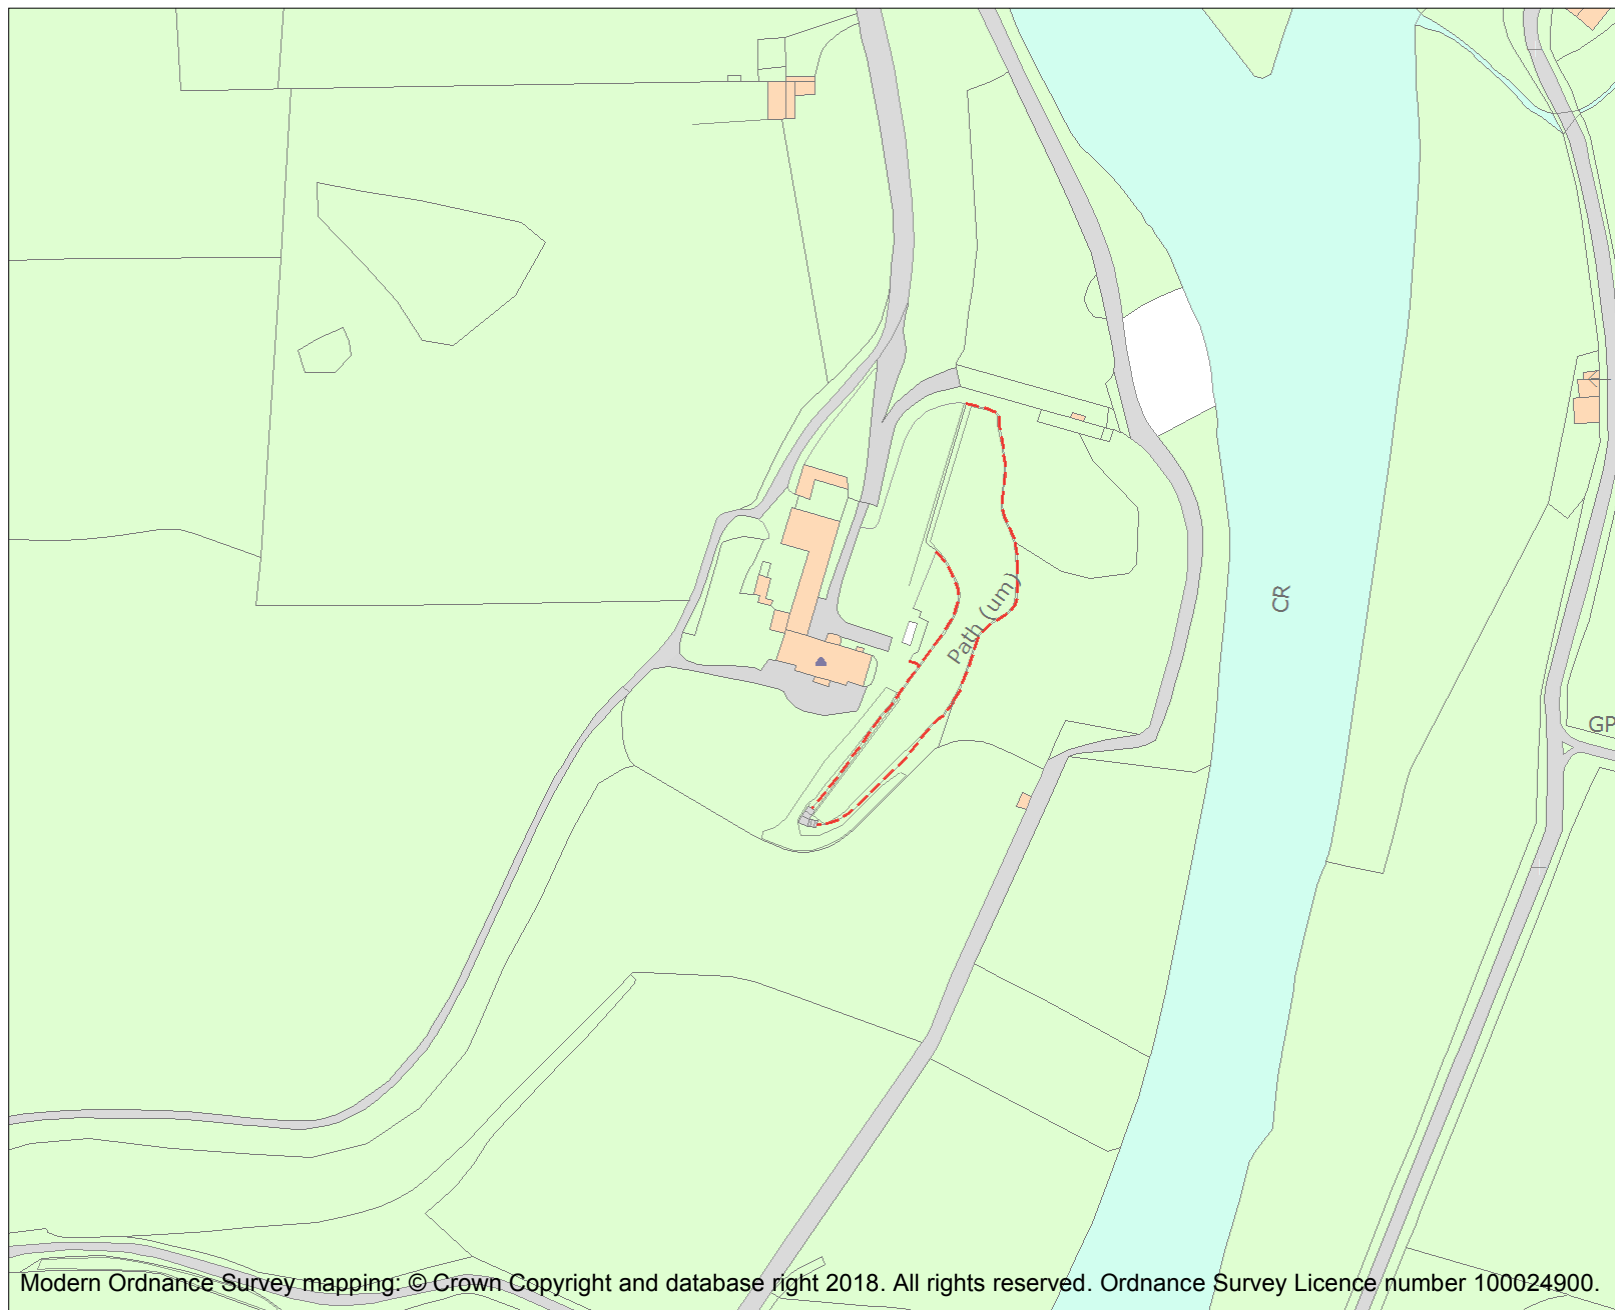 CR
Path (um)
GP
Modern Ordnance Survey mapping: © Crown Copyright and database right 2018. All rights reserved. Ordnance Survey Licence number 100024900.